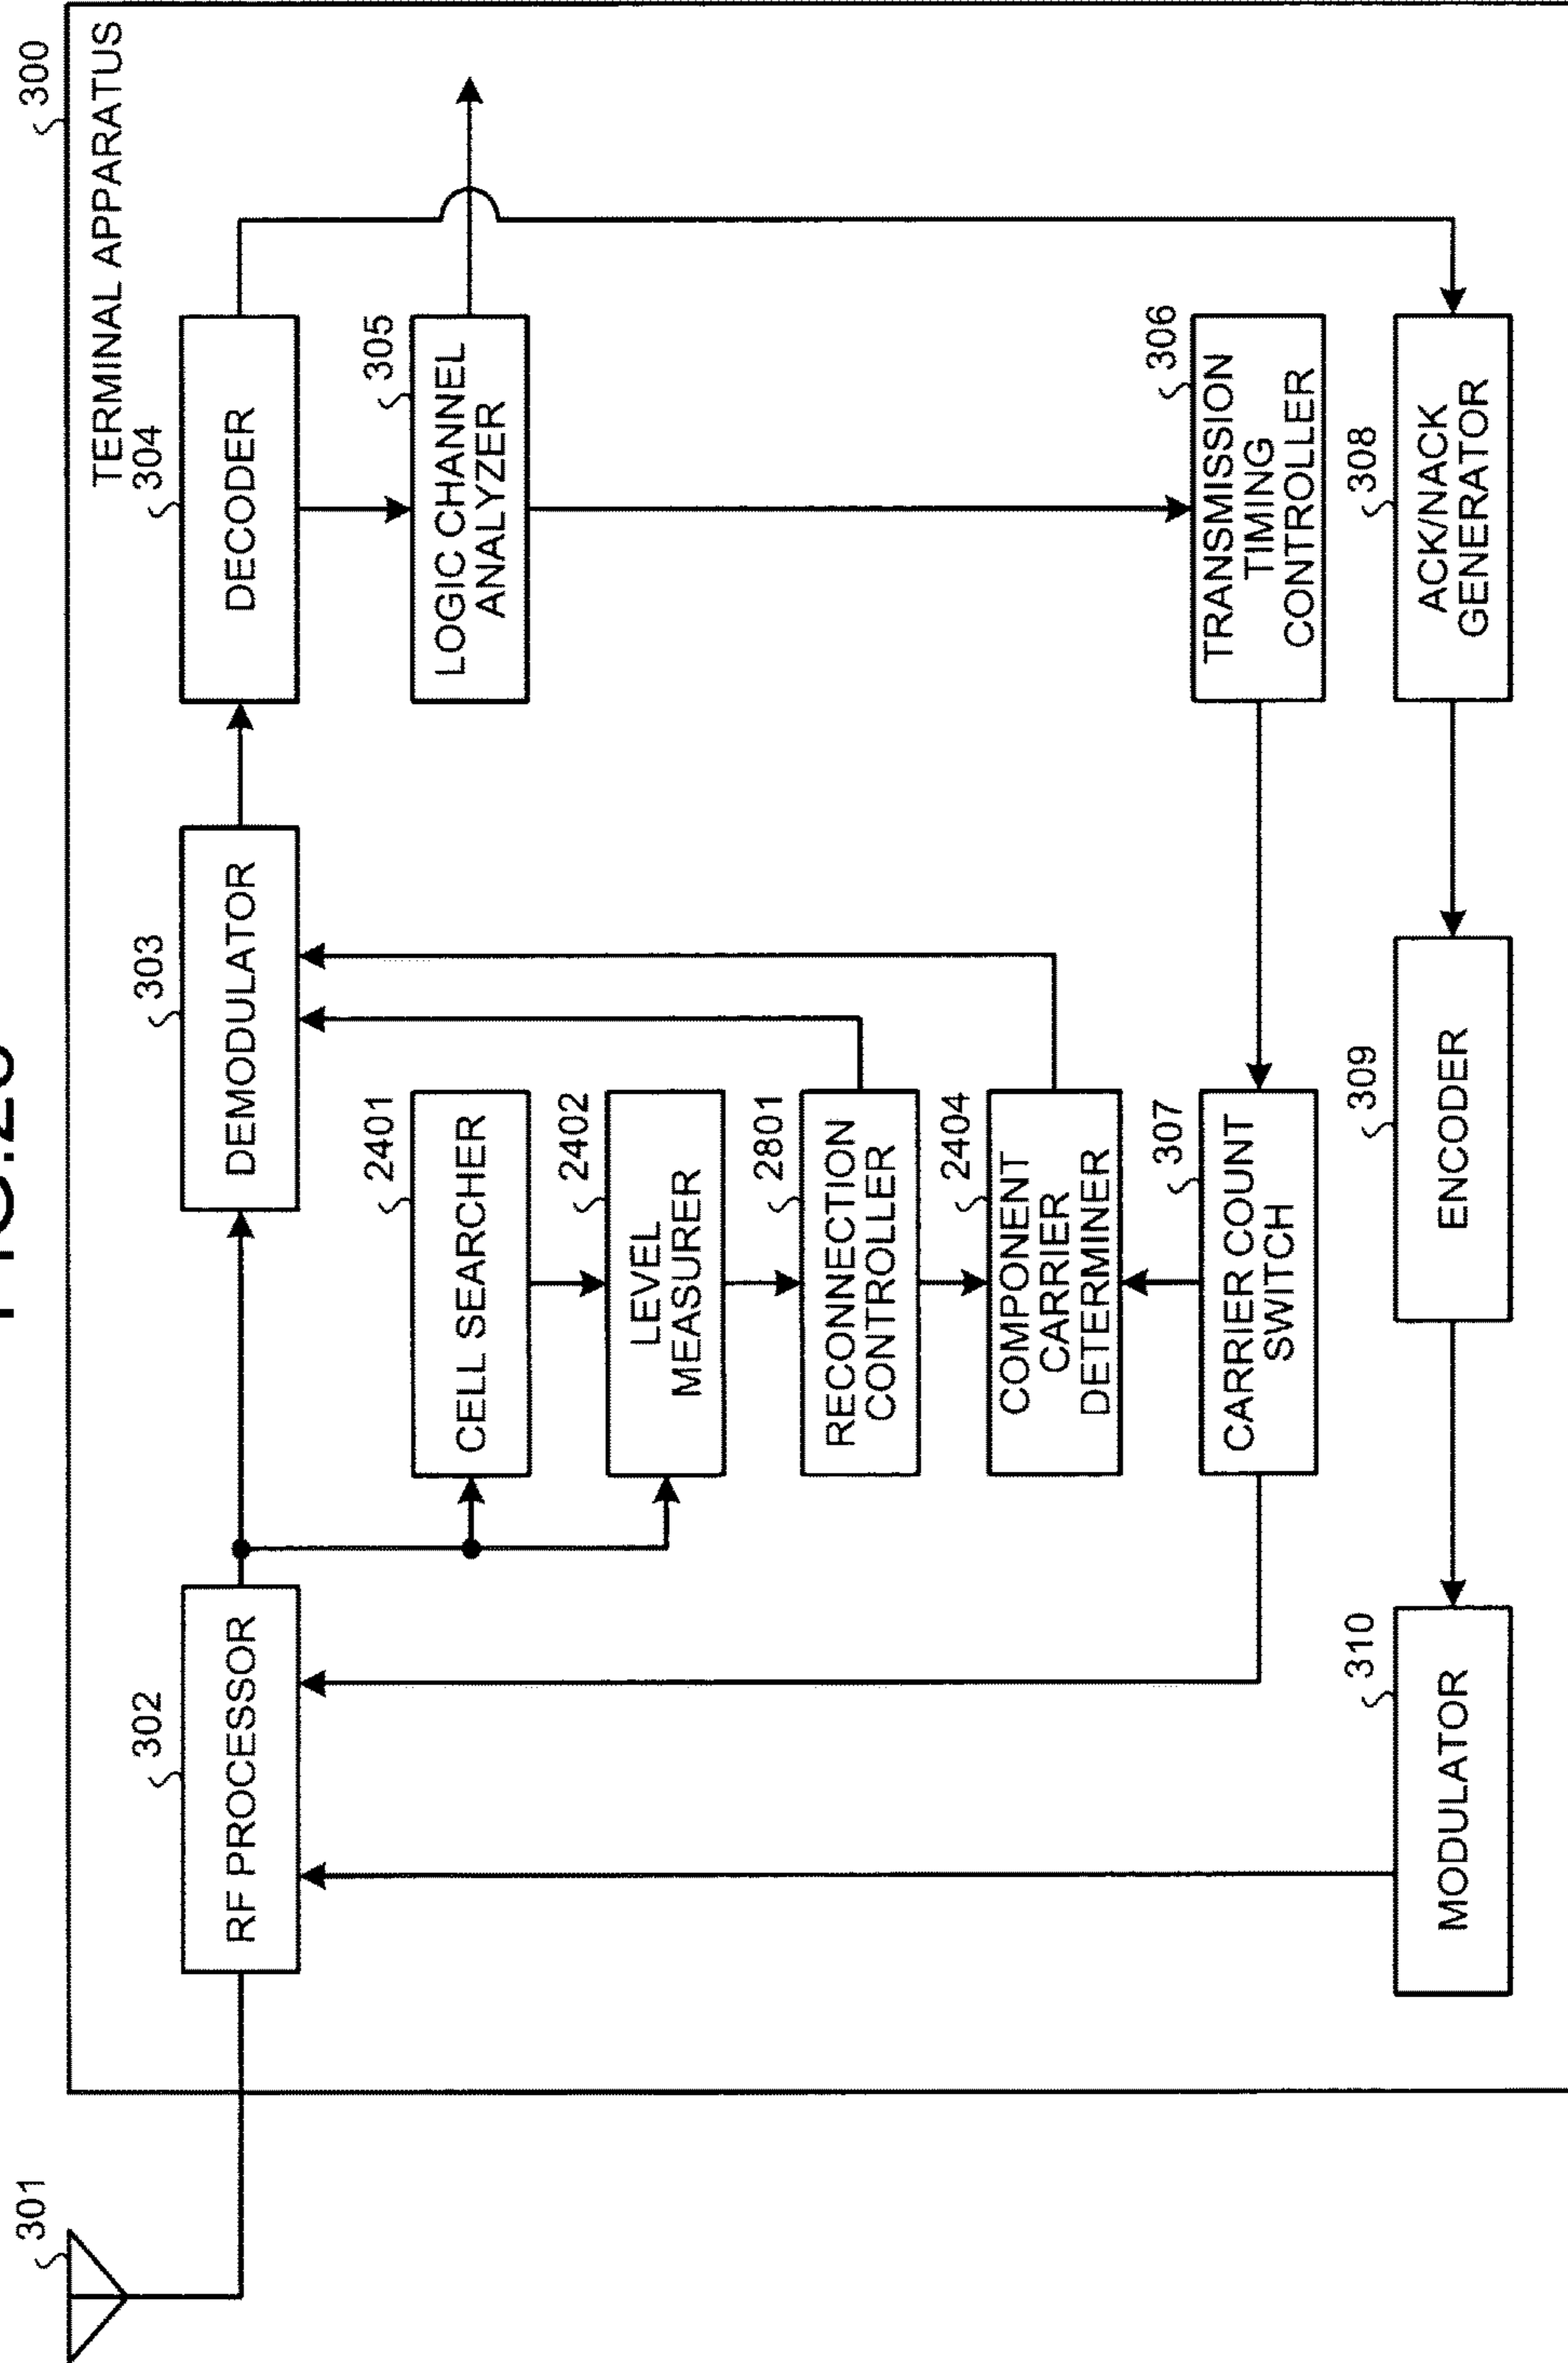 301
300
TERMINAL APPARATUS
302
RF PROCESSOR
303
DEMODULATOR
304
DECODER
2401
CELL SEARCHER
305
LOGIC CHANNEL
ANALYZER
2402
LEVEL
MEASURER
2801
RECONNECTION
CONTROLLER
2404
COMPONENT
CARRIER
DETERMINER
307
CARRIER COUNT
SWITCH
306
TRANSMISSION
TIMING
CONTROLLER
310
MODULATOR
309
ENCODER
308
ACK/NACK
GENERATOR